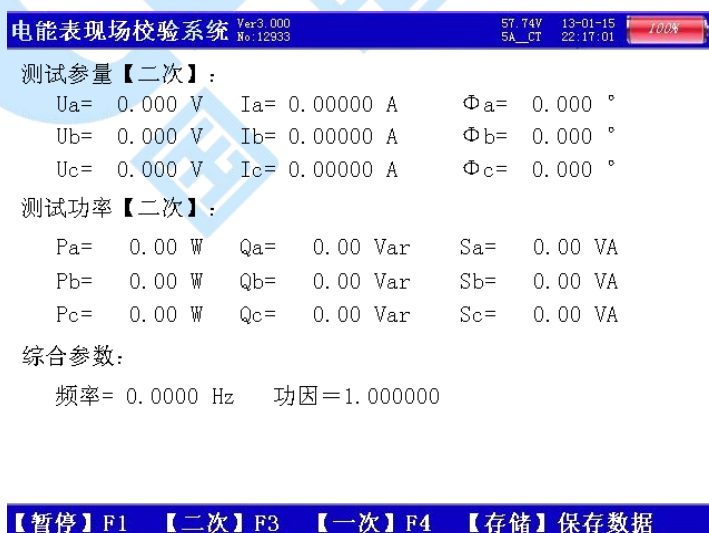 电能表现场校验系统 Ver3.000 No:12933 57.74V 5A__CT 13-01-15 22:17:01 100%
测试参量【二次】:
Ua= 0.000 V Ia= 0.00000 A Φa= 0.000 °
Ub= 0.000 V Ib= 0.00000 A Φb= 0.000 °
Uc= 0.000 V Ic= 0.00000 A Φc= 0.000 °
测试功率【二次】:
Pa= 0.00 W Qa= 0.00 Var Sa= 0.00 VA
Pb= 0.00 W Qb= 0.00 Var Sb= 0.00 VA
Pc= 0.00 W Qc= 0.00 Var Sc= 0.00 VA
综合参数:
频率= 0.0000 Hz 功因=1.000000
【暂停】F1 【二次】F3 【一次】F4 【存储】保存数据